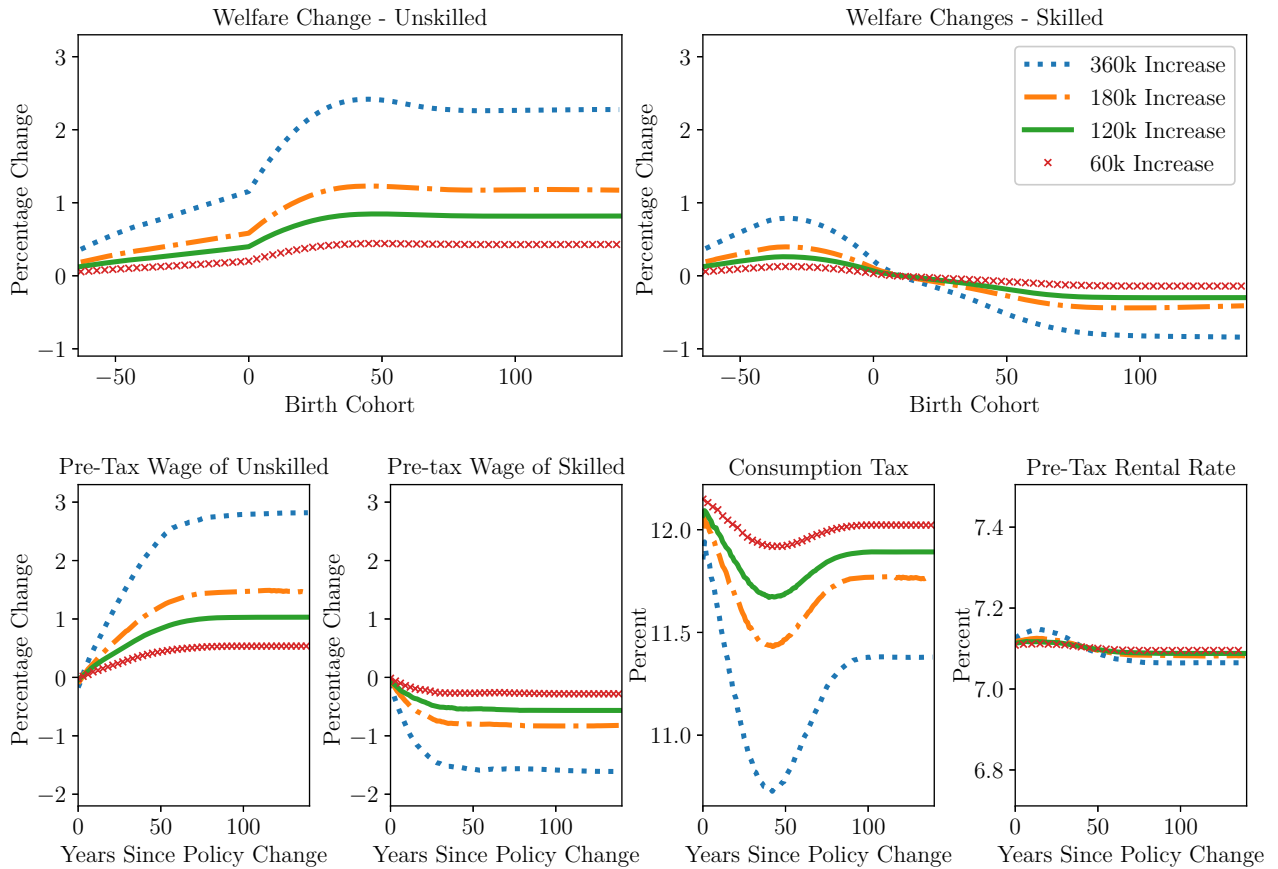 Welfare Change - Unskilled
Percentage Change
3
2
1
0
−1
−50
0
50
100
Birth Cohort
Welfare Changes - Skilled
Percentage Change
3
2
1
0
−1
−50
0
50
100
Birth Cohort
360k Increase
180k Increase
120k Increase
60k Increase
Pre-Tax Wage of Unskilled
Percentage Change
3
2
1
0
−1
−2
0
50
100
Years Since Policy Change
Pre-tax Wage of Skilled
Percentage Change
3
2
1
0
−1
−2
0
50
100
Years Since Policy Change
Consumption Tax
Percent
12.0
11.5
11.0
0
50
100
Years Since Policy Change
Pre-Tax Rental Rate
Percent
7.4
7.2
7.0
6.8
0
50
100
Years Since Policy Change